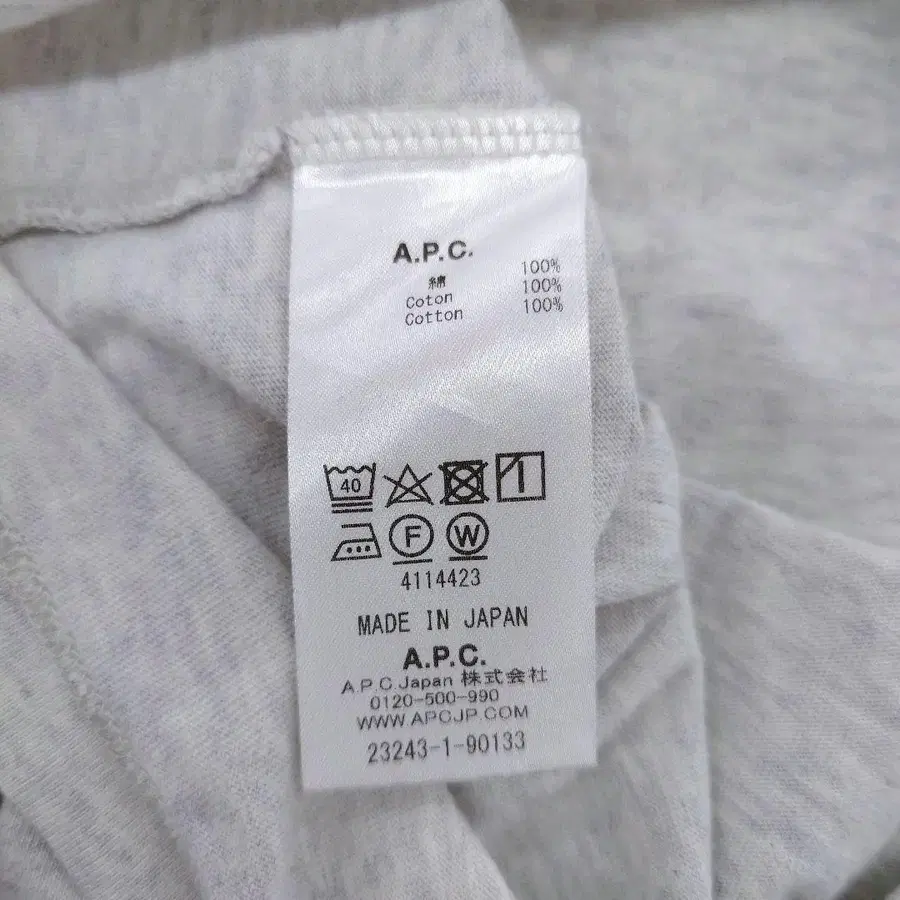 A.P.C.
綿 100%
Coton 100%
Cotton 100%
40
F W
4114423
MADE IN JAPAN
A.P.C.
A.P.C.Japan 株式会社
0120-500-990
WWW.APCJP.COM
23243-1-90133